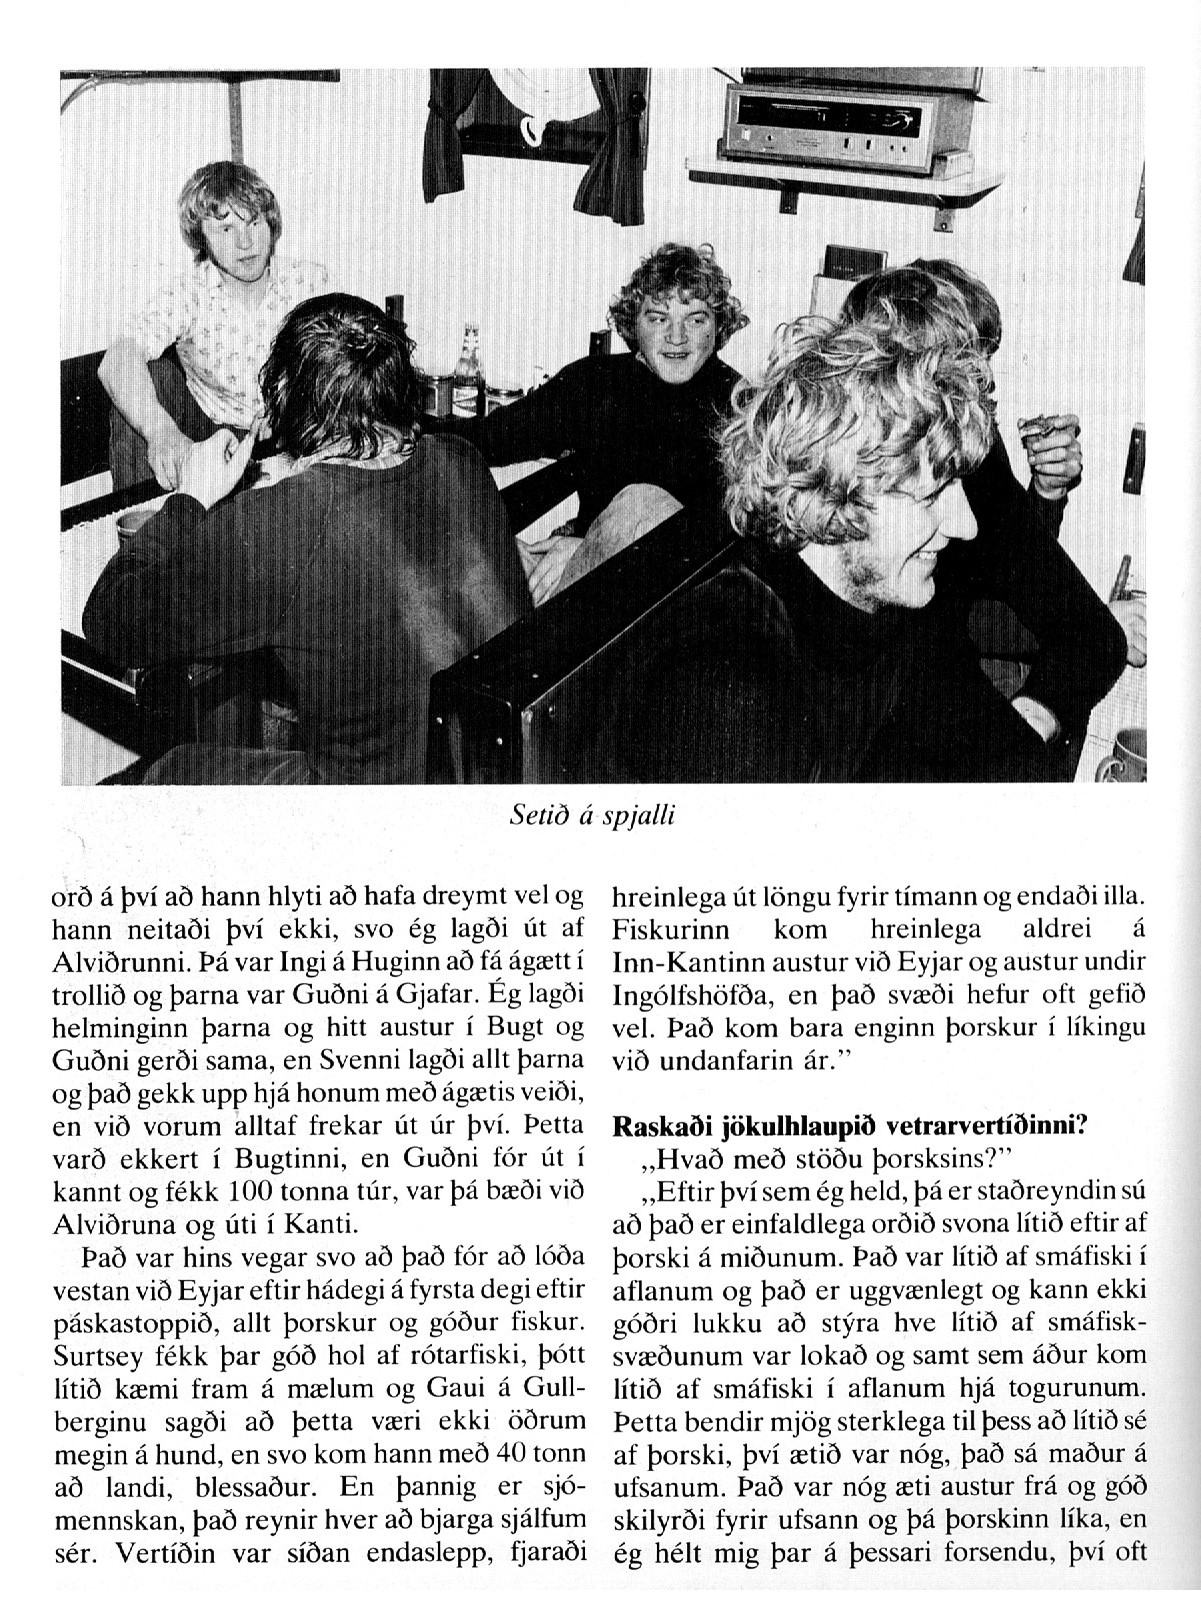 Setið á spjalli
orð á því að hann hlyti að hafa dreymt vel og
hann neitaði því ekki, svo ég lagði út af
Alviðrunni. Þá var Ingi á Huginn að fá ágætt í
trollið og þarna var Guðni á Gjafar. Ég lagði
helminginn þarna og hitt austur í Bugt og
Guðni gerði sama, en Svenni lagði allt þarna
og það gekk upp hjá honum með ágætis veiði,
en við vorum alltaf frekar út úr því. Þetta
varð ekkert í Bugtinni, en Guðni fór út í
kannt og fékk 100 tonna túr, var þá bæði við
Alviðruna og úti í Kanti.
Það var hins vegar svo að það fór að lóða
vestan við Eyjar eftir hádegi á fyrsta degi eftir
páskastoppið, allt þorskur og góður fiskur.
Surtsey fékk þar góð hol af rótarfiski, þótt
lítið kæmi fram á mælum og Gaui á Gull-
berginu sagði að þetta væri ekki öðrum
megin á hund, en svo kom hann með 40 tonn
að landi, blessaður. En þannig er sjó-
mennskan, það reynir hver að bjarga sjálfum
sér. Vertíðin var síðan endaslepp, fjaraði
hreinlega út löngu fyrir tímann og endaði illa.
Fiskurinn kom hreinlega aldrei á
Inn-Kantinn austur við Eyjar og austur undir
Ingólfshöfða, en það svæði hefur oft gefið
vel. Það kom bara enginn þorskur í líkingu
við undanfarin ár.”
Raskaði jökulhlaupið vetrarvertíðinni?
„Hvað með stöðu þorsksins?”
„Eftir því sem ég held, þá er staðreyndin sú
að það er einfaldlega orðið svona lítið eftir af
þorski á miðunum. Það var lítið af smáfiski í
aflanum og það er uggvænlegt og kann ekki
góðri lukku að stýra hve lítið af smáfisk-
svæðunum var lokað og samt sem áður kom
lítið af smáfiski í aflanum hjá togurunum.
Þetta bendir mjög sterklega til þess að lítið sé
af þorski, því ætið var nóg, það sá maður á
ufsanum. Það var nóg æti austur frá og góð
skilyrði fyrir ufsann og þá þorskinn líka, en
ég hélt mig þar á þessari forsendu, því oft